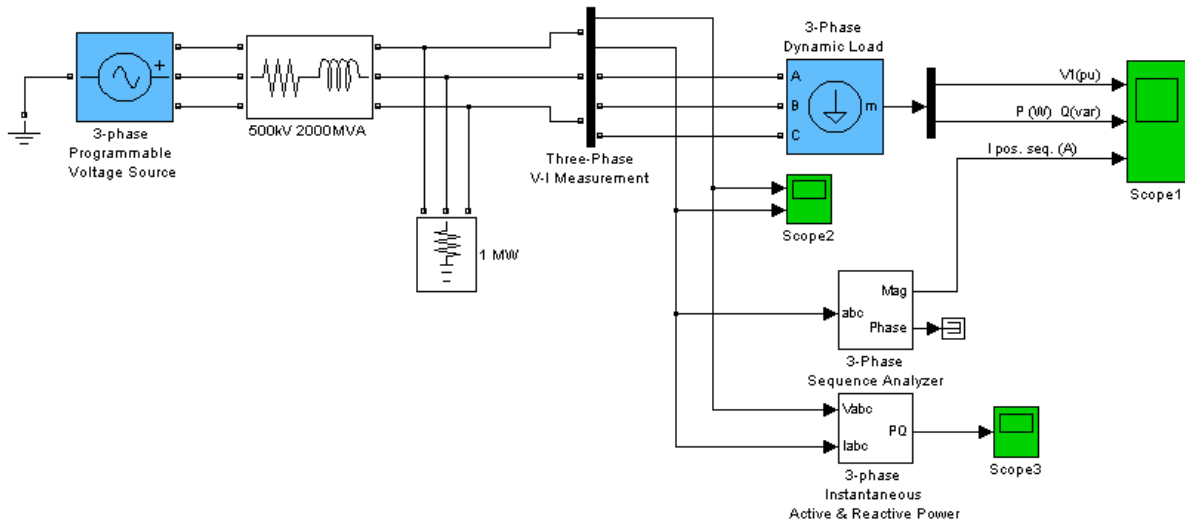 3-phase
Programmable
Voltage Source
+
500kV 2000MVA
1 MW
Three-Phase
V-I Measurement
3-Phase
Dynamic Load
A
B
C
m
V1(pu)
P (W)  Q(var)
I pos. seq. (A)
Scope1
Scope2
abc
Mag
Phase
3-Phase
Sequence Analyzer
Vabc
Iabc
PQ
3-phase
Instantaneous
Active & Reactive Power
Scope3